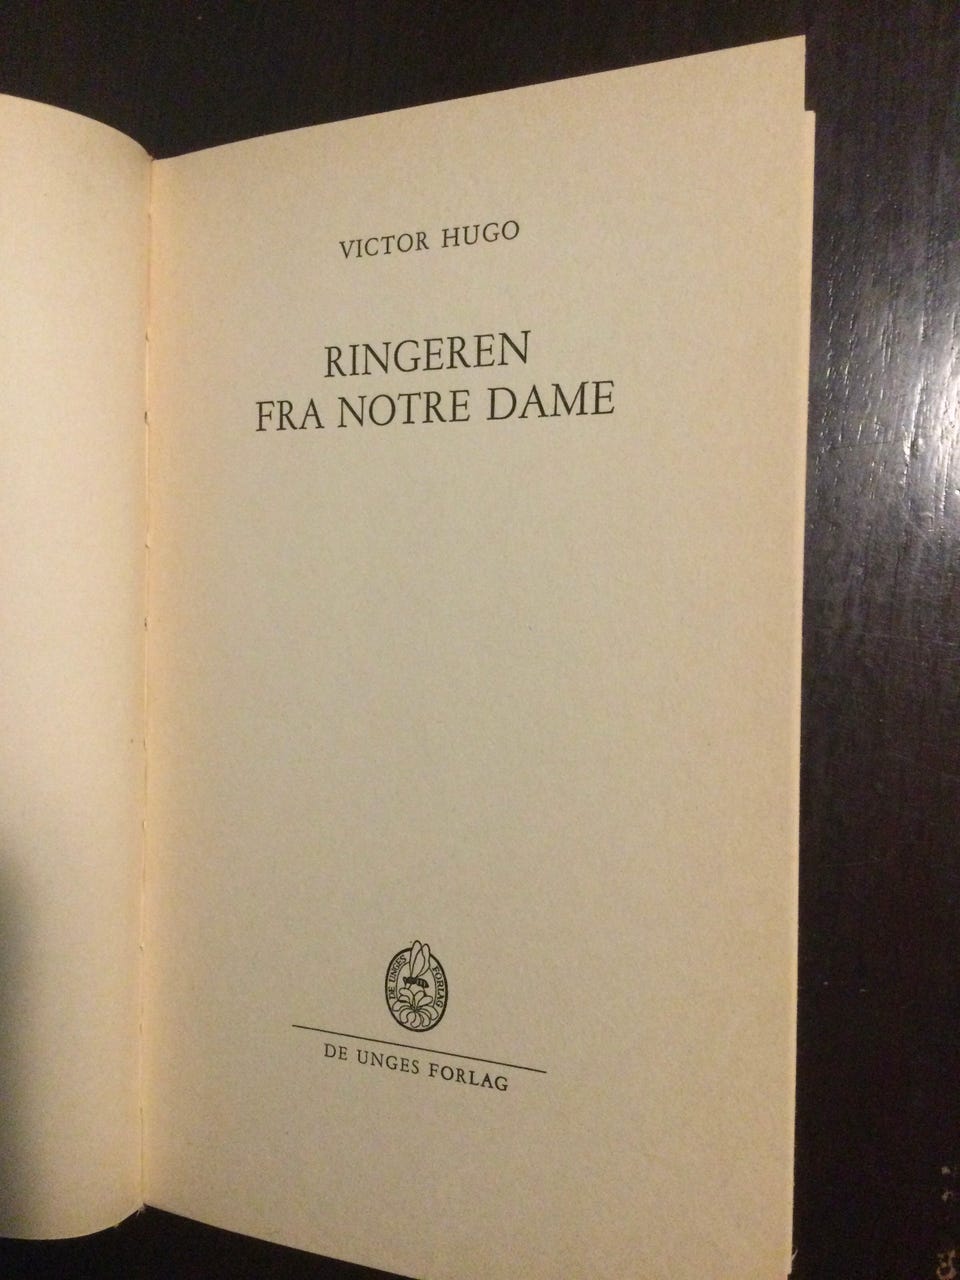 VICTOR HUGO
RINGEREN
FRA NOTRE DAME
DE UNGES FORLAG
DE UNGES FORLAG